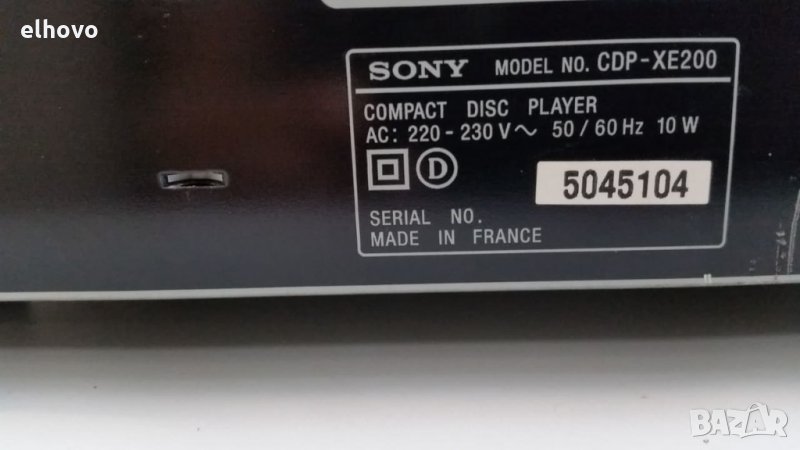 elhovo
SONY MODEL NO. CDP-XE200
COMPACT DISC PLAYER
AC: 220 - 230 V~ 50 / 60 Hz 10 W
D 5045104
SERIAL NO.
MADE IN FRANCE
BAZAR